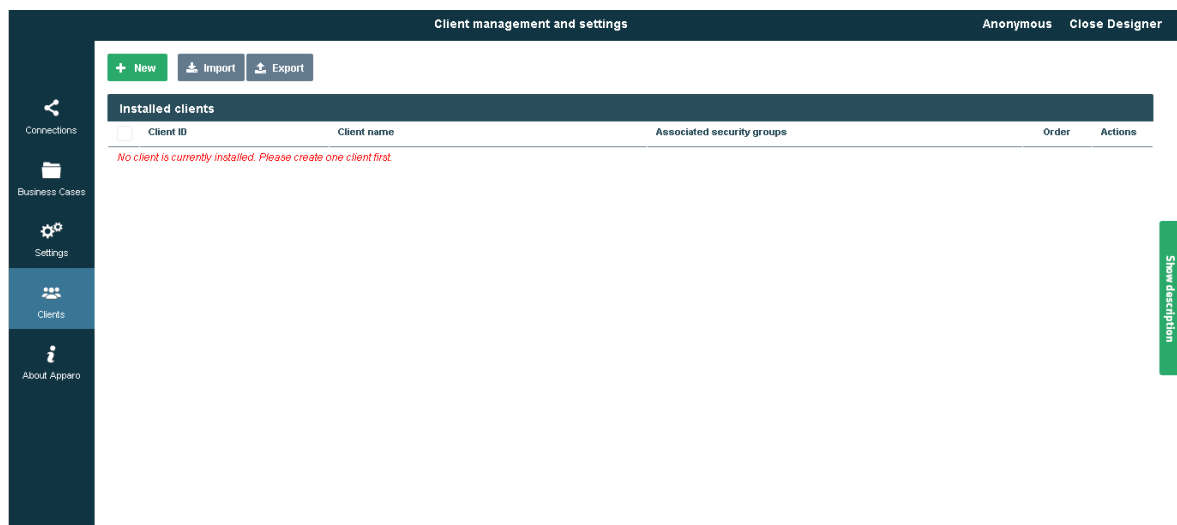 Client management and settings
Anonymous Close Designer
New Import Export
Connections
Business Cases
Settings
Clients
About Apparo
Installed clients
Client ID Client name Associated security groups Order Actions
No client is currently installed. Please create one client first.
Show description